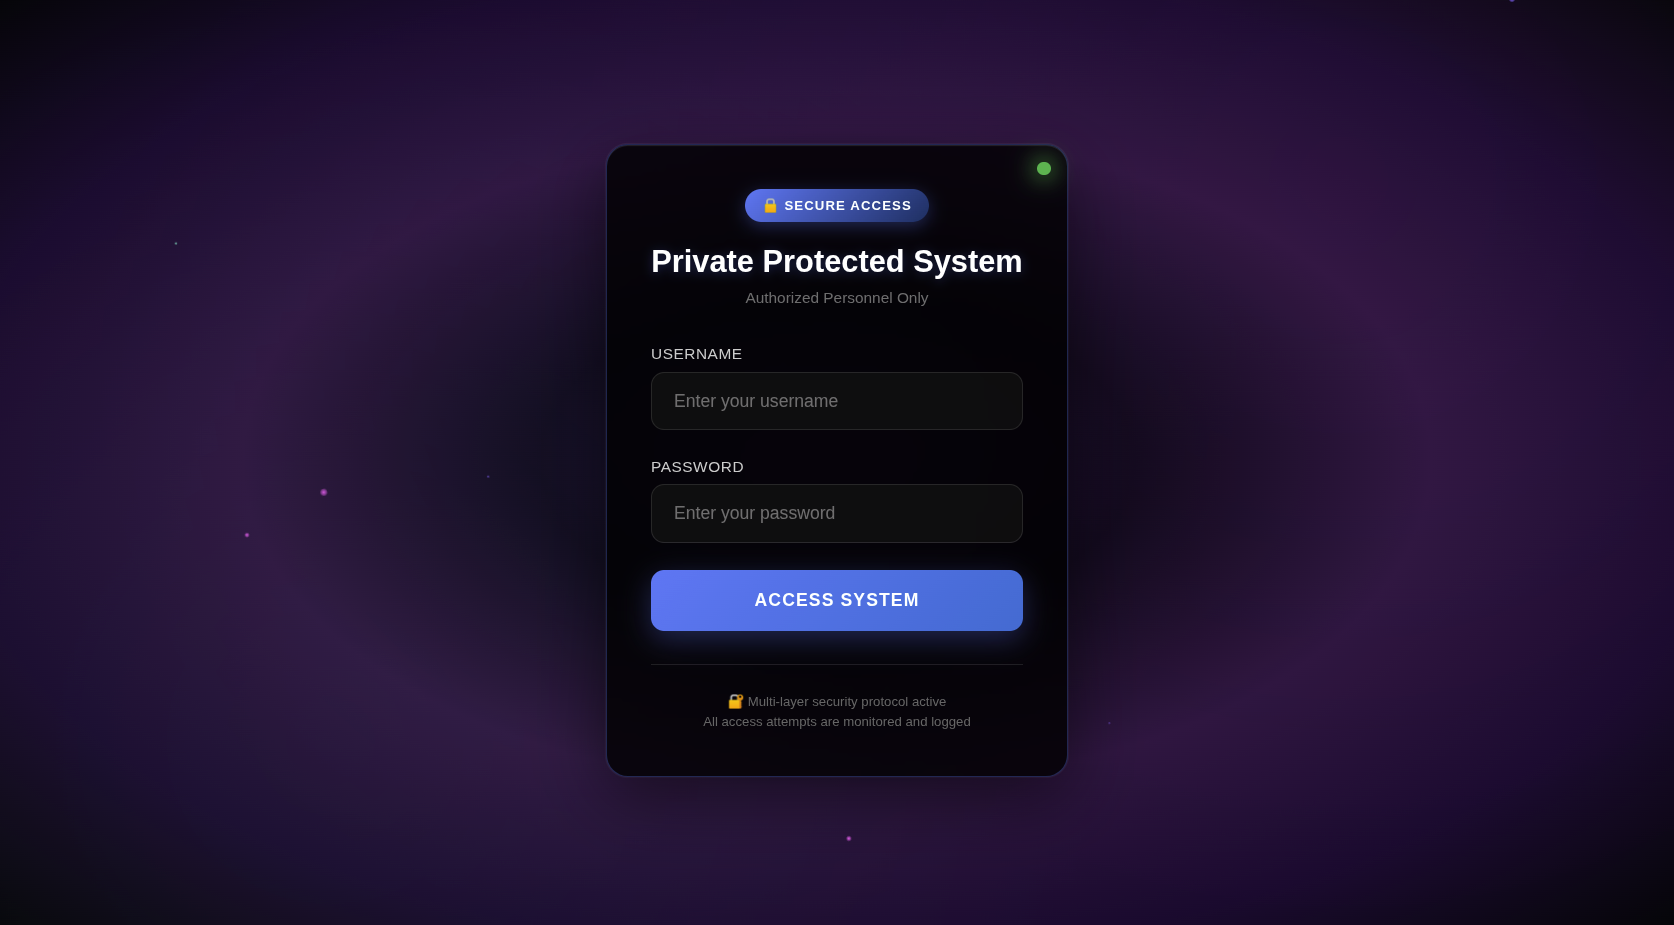 🔒 SECURE ACCESS
Private Protected System
Authorized Personnel Only
USERNAME
Enter your username
PASSWORD
Enter your password
ACCESS SYSTEM
🔐 Multi-layer security protocol active
All access attempts are monitored and logged